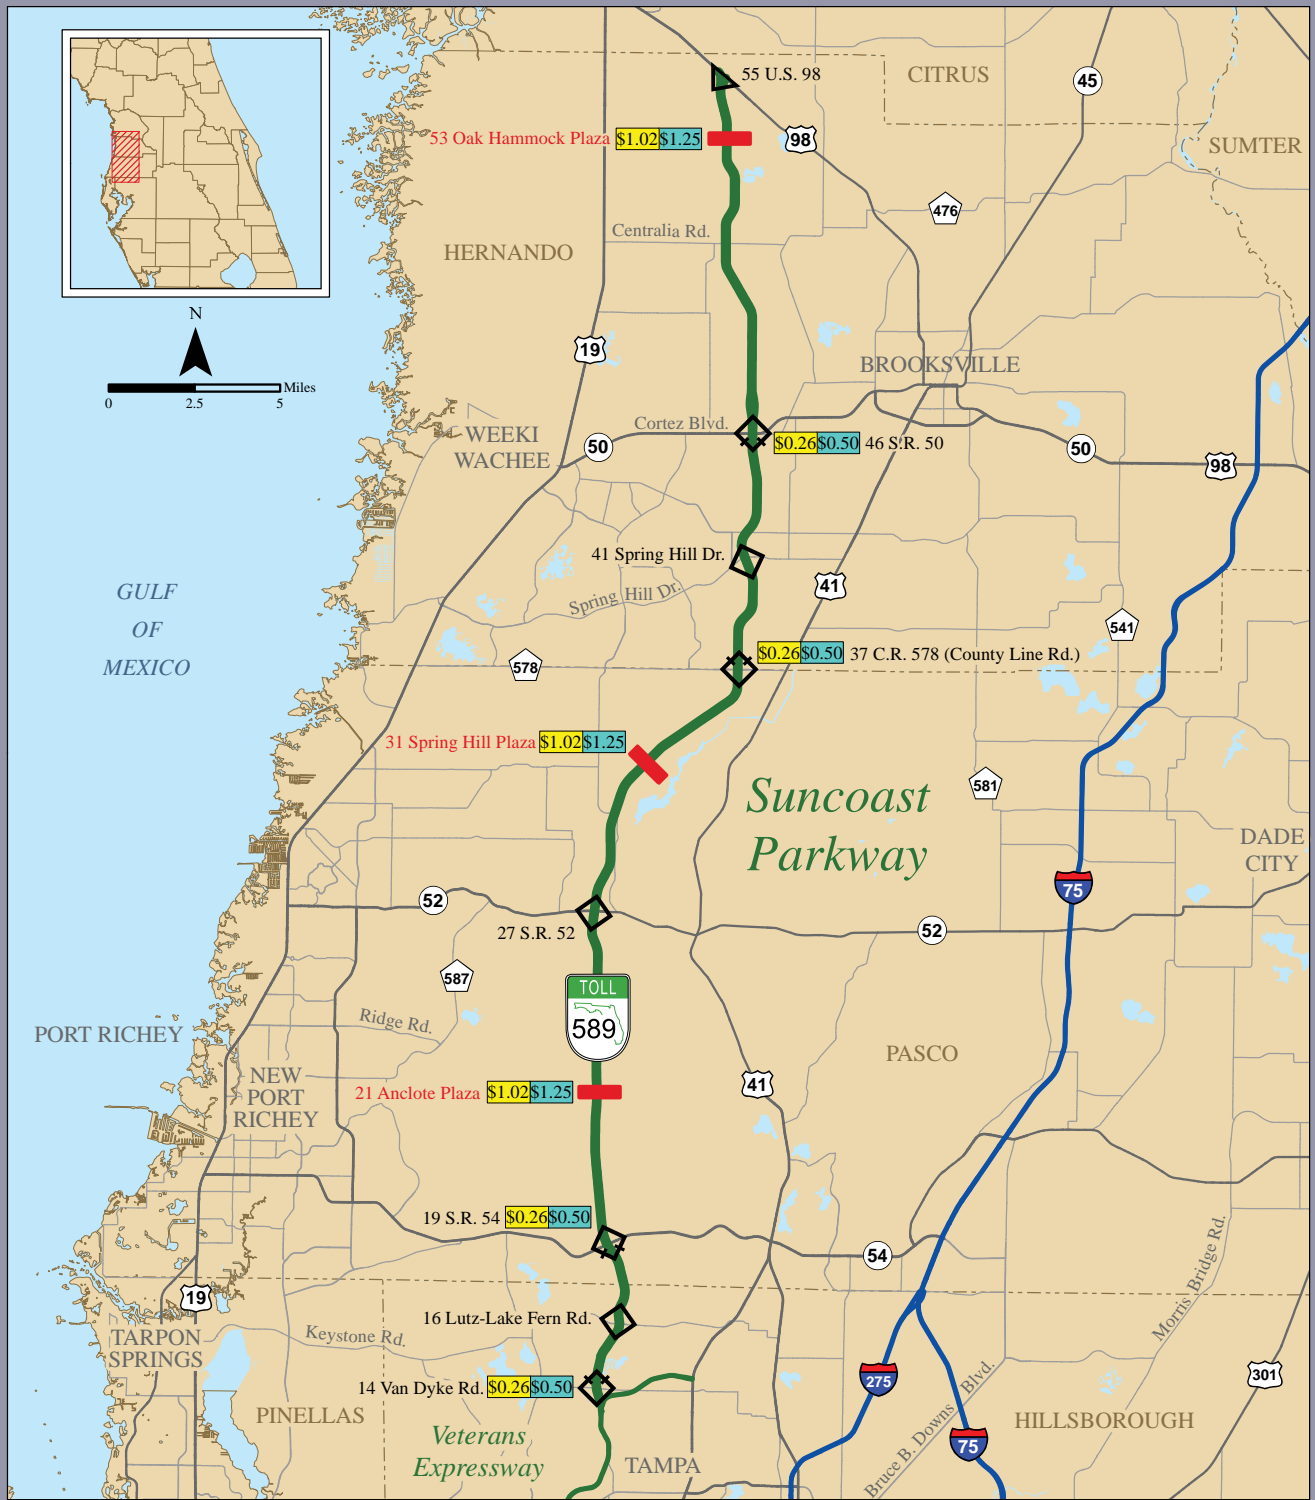 55 U.S. 98
CITRUS
45
53 Oak Hammock Plaza $1.02 $1.25
98
SUMTER
476
Centralia Rd.
HERNANDO
N
19
BROOKSVILLE
Miles
0 2.5 5
Cortez Blvd.
WEEKI
WACHEE
50
$0.26 $0.50 46 S.R. 50
50
98
41 Spring Hill Dr.
GULF
OF
MEXICO
Spring Hill Dr.
41
541
578
$0.26 $0.50 37 C.R. 578 (County Line Rd.)
31 Spring Hill Plaza $1.02 $1.25
Suncoast
Parkway
581
DADE
CITY
75
52
27 S.R. 52
52
587
TOLL
589
Ridge Rd.
PORT RICHEY
PASCO
NEW
PORT
RICHEY
21 Anclote Plaza $1.02 $1.25
41
19 S.R. 54 $0.26 $0.50
54
Morris Bridge Rd.
19
16 Lutz-Lake Fern Rd.
TARPON
SPRINGS
Keystone Rd.
275
301
14 Van Dyke Rd. $0.26 $0.50
PINELLAS
Bruce B. Downs Blvd.
HILLSBOROUGH
Veterans
Expressway
75
TAMPA